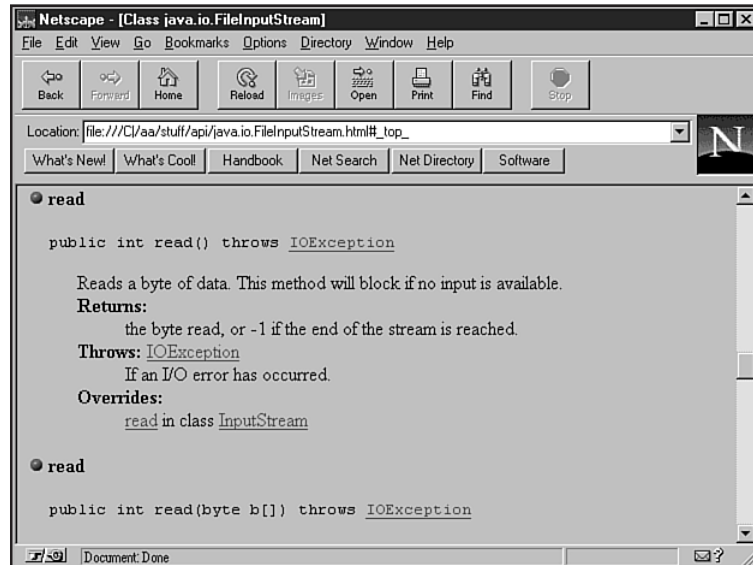 Netscape - [Class java.io.FileInputStream]
File Edit View Go Bookmarks Options Directory Window Help
Back Forward Home Reload Images Open Print Find Stop
Location: file:///C|/aa/stuff/api/java.io.FileInputStream.html#_top_
N
What's New! What's Cool! Handbook Net Search Net Directory Software
read
public int read() throws IOException
Reads a byte of data. This method will block if no input is available.
Returns:
the byte read, or -1 if the end of the stream is reached.
Throws: IOException
If an I/O error has occurred.
Overrides:
read in class InputStream
read
public int read(byte b[]) throws IOException
Document: Done
?